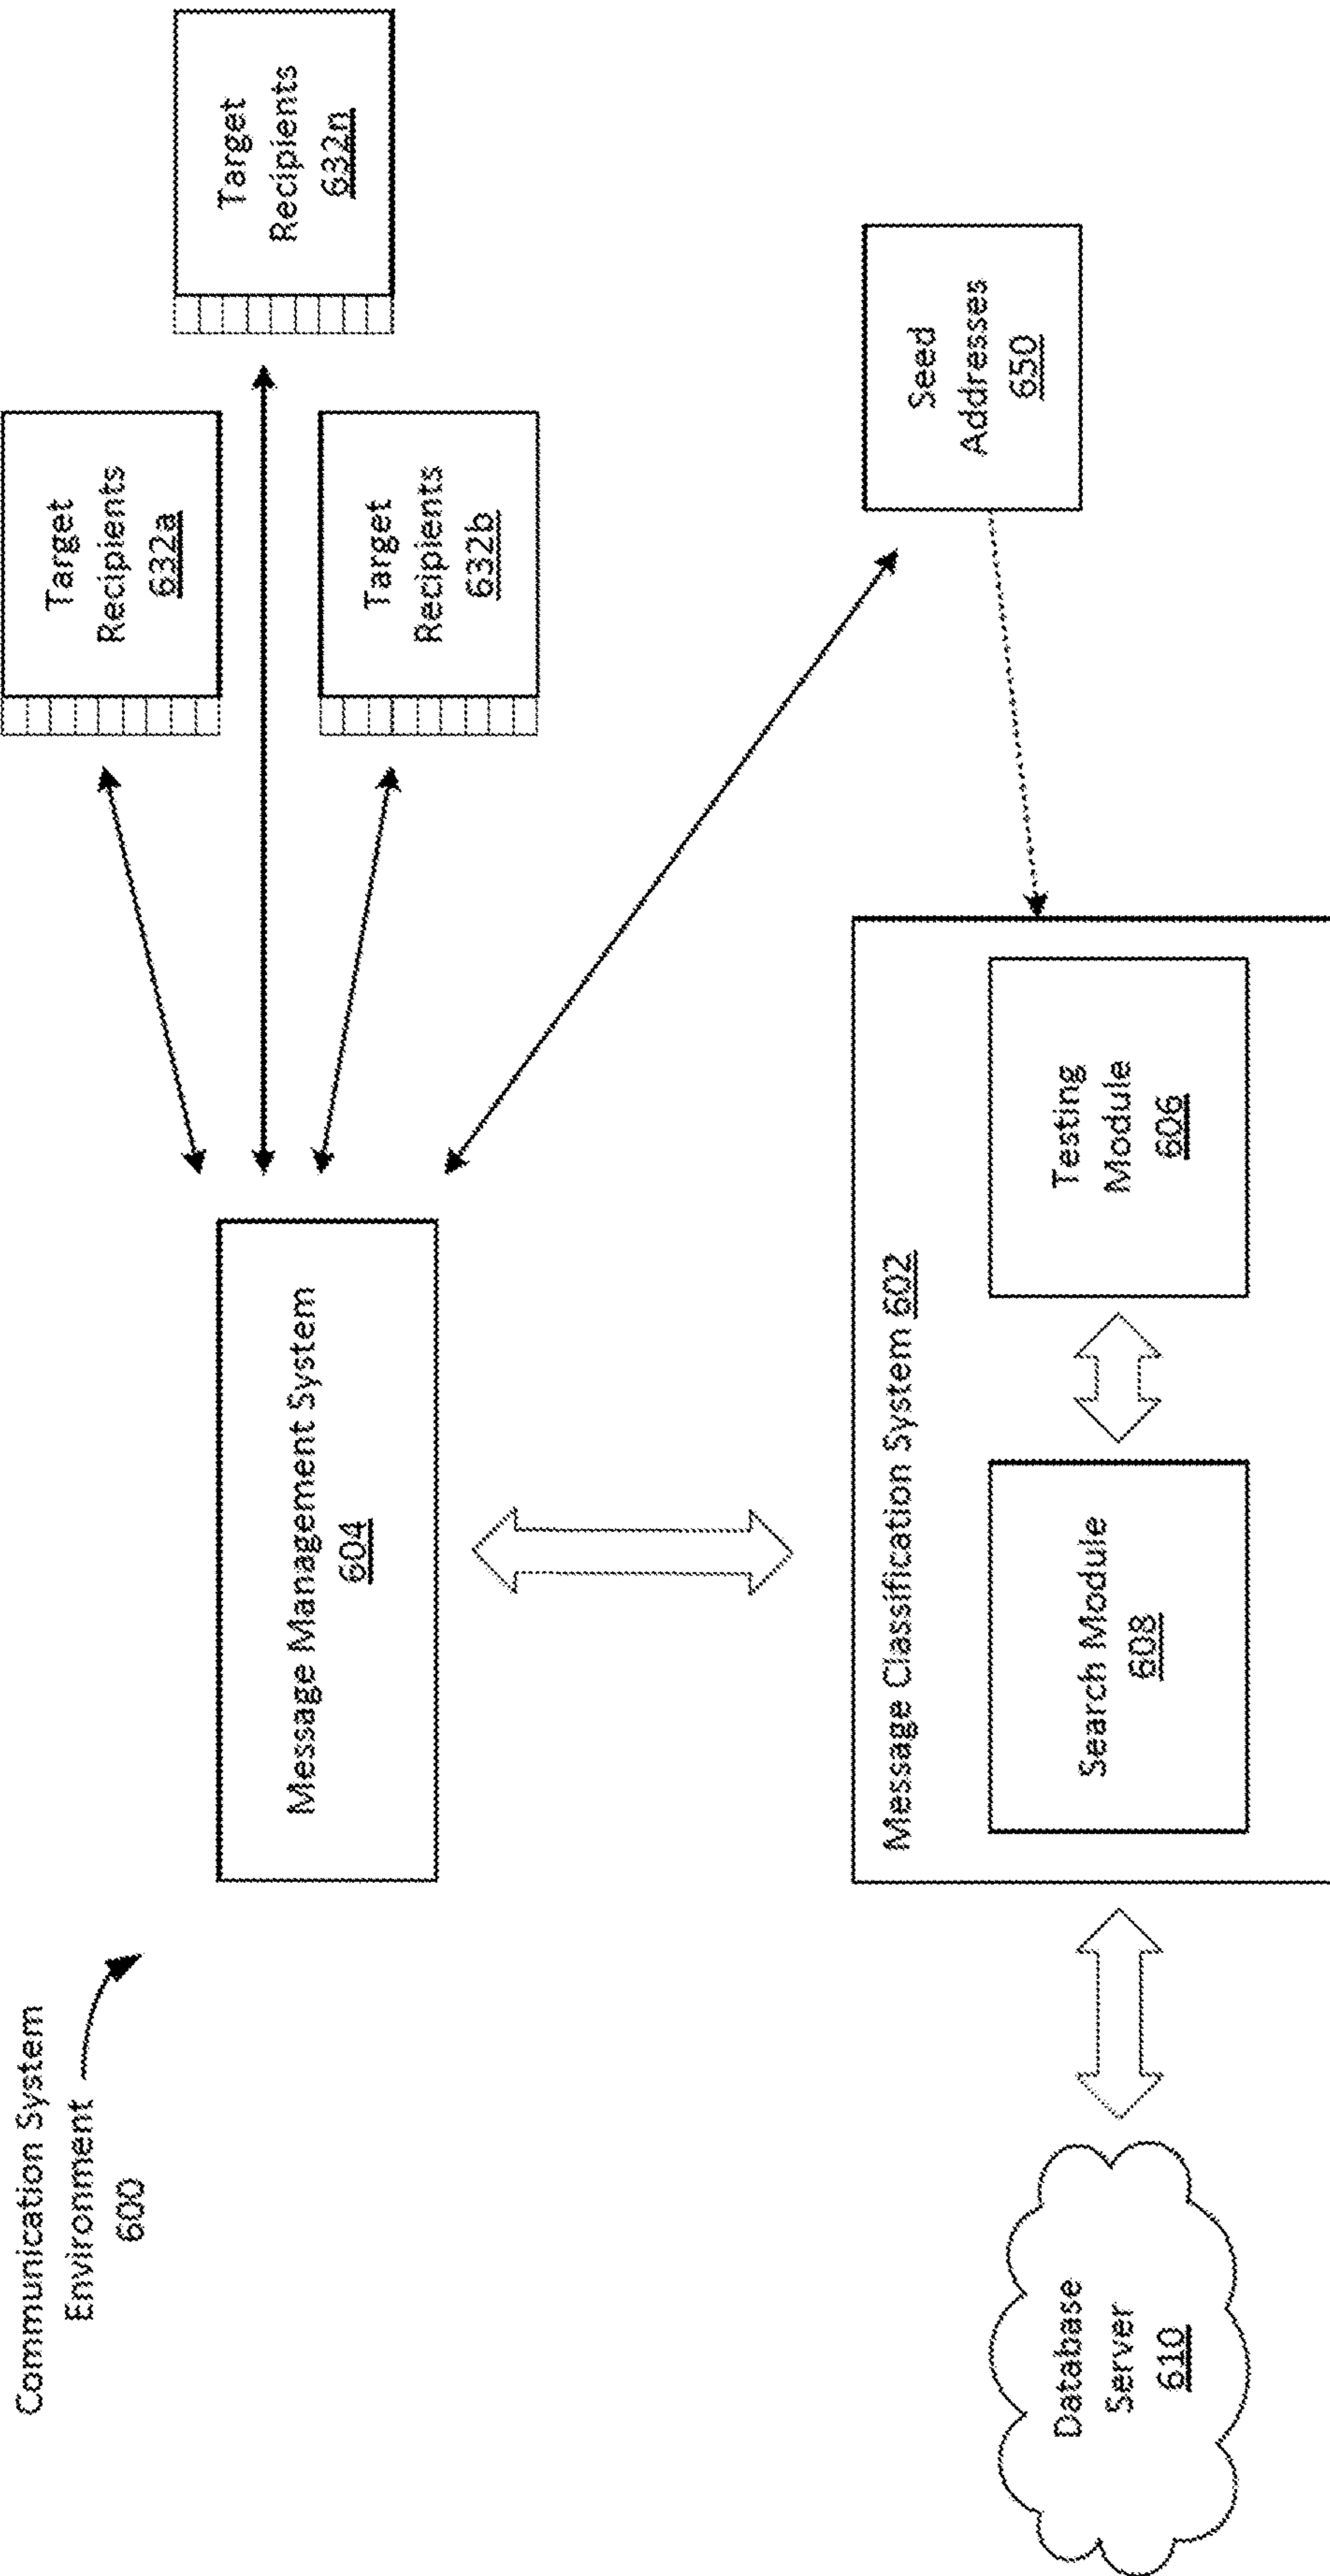 Communication System
Environment
600
Message Management System
604
Target
Recipients
632a
Target
Recipients
632b
Target
Recipients
632n
Database
Server
610
Message Classification System 602
Search Module
608
Testing
Module
606
Seed
Addresses
650